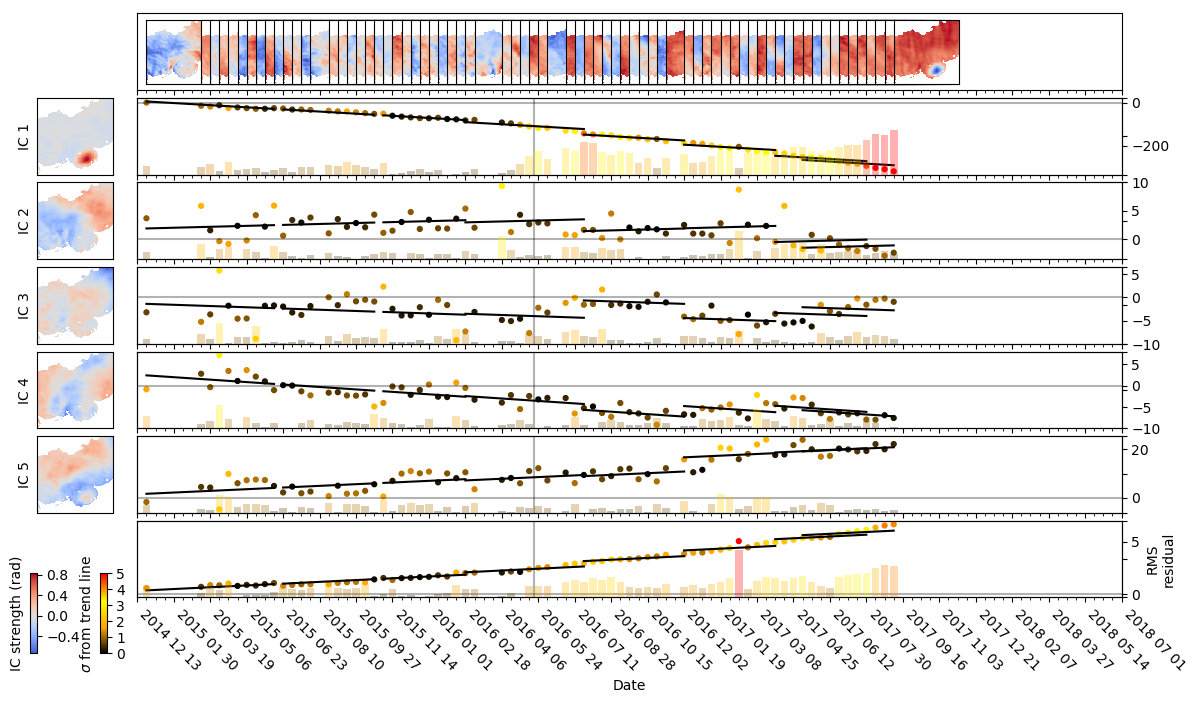 IC 1
0
−200
IC 2
10
5
0
IC 3
5
0
−5
−10
IC 4
5
0
−5
−10
IC 5
20
0
RMS residual
5
0
IC strength (rad)
0.8
0.4
0.0
−0.4
σ from trend line
5
4
3
2
1
0
2014 12 13
2015 01 30
2015 03 19
2015 05 06
2015 06 23
2015 08 10
2015 09 27
2015 11 14
2016 01 01
2016 02 18
2016 04 06
2016 05 24
2016 07 11
2016 08 28
2016 10 15
2016 12 02
2017 01 19
2017 03 08
2017 04 25
2017 06 12
2017 07 30
2017 09 16
2017 11 03
2017 12 21
2018 02 07
2018 03 27
2018 05 14
2018 07 01
Date